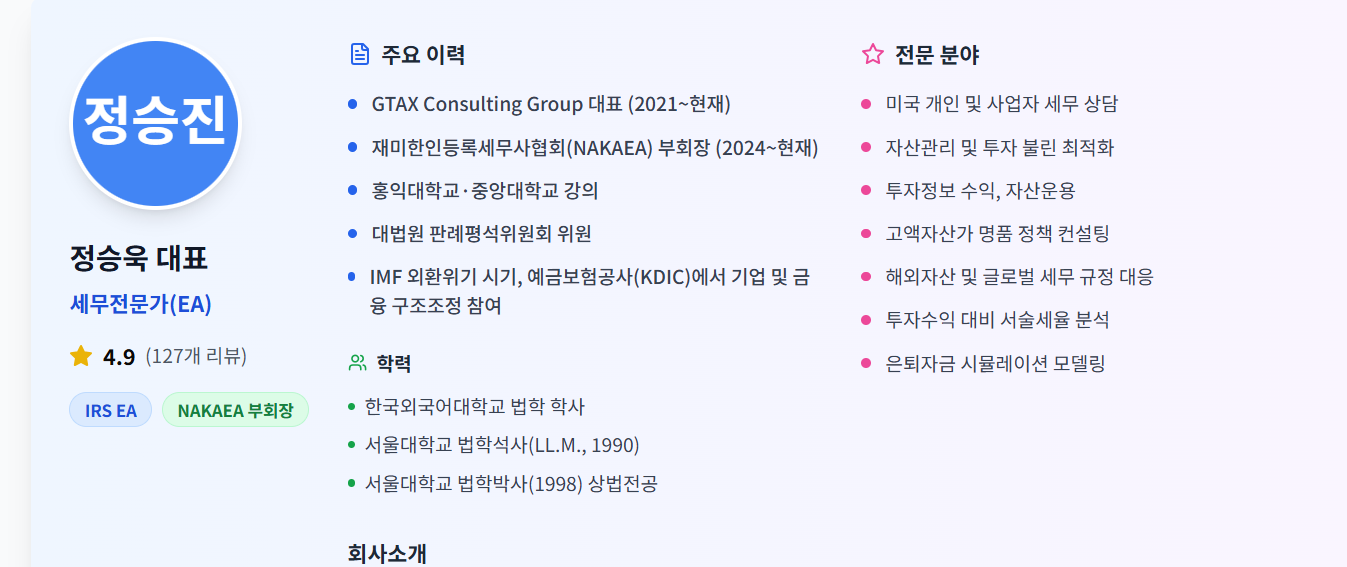 정승진
정승욱 대표
세무전문가(EA)
4.9 (127개 리뷰)
IRS EA
NAKAEA 부회장
주요 이력
GTAX Consulting Group 대표 (2021~현재)
재미한인등록세무사협회(NAKAEA) 부회장 (2024~현재)
홍익대학교·중앙대학교 강의
대법원 판례평석위원회 위원
IMF 외환위기 시기, 예금보험공사(KDIC)에서 기업 및 금
융 구조조정 참여
학력
한국외국어대학교 법학 학사
서울대학교 법학석사(LL.M., 1990)
서울대학교 법학박사(1998) 상법전공
회사소개
전문 분야
미국 개인 및 사업자 세무 상담
자산관리 및 투자 불린 최적화
투자정보 수익, 자산운용
고액자산가 명품 정책 컨설팅
해외자산 및 글로벌 세무 규정 대응
투자수익 대비 서술세율 분석
은퇴자금 시뮬레이션 모델링